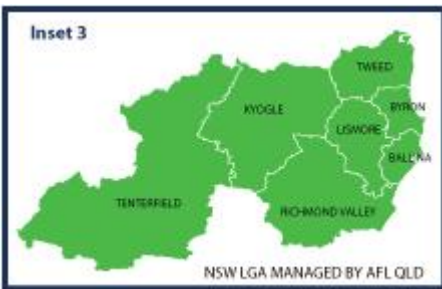 Inset 3
TWEED
KYOGLE
BYRON
LISMORE
BALLINA
TENTERFIELD
RICHMOND VALLEY
NSW LGA MANAGED BY AFL QLD